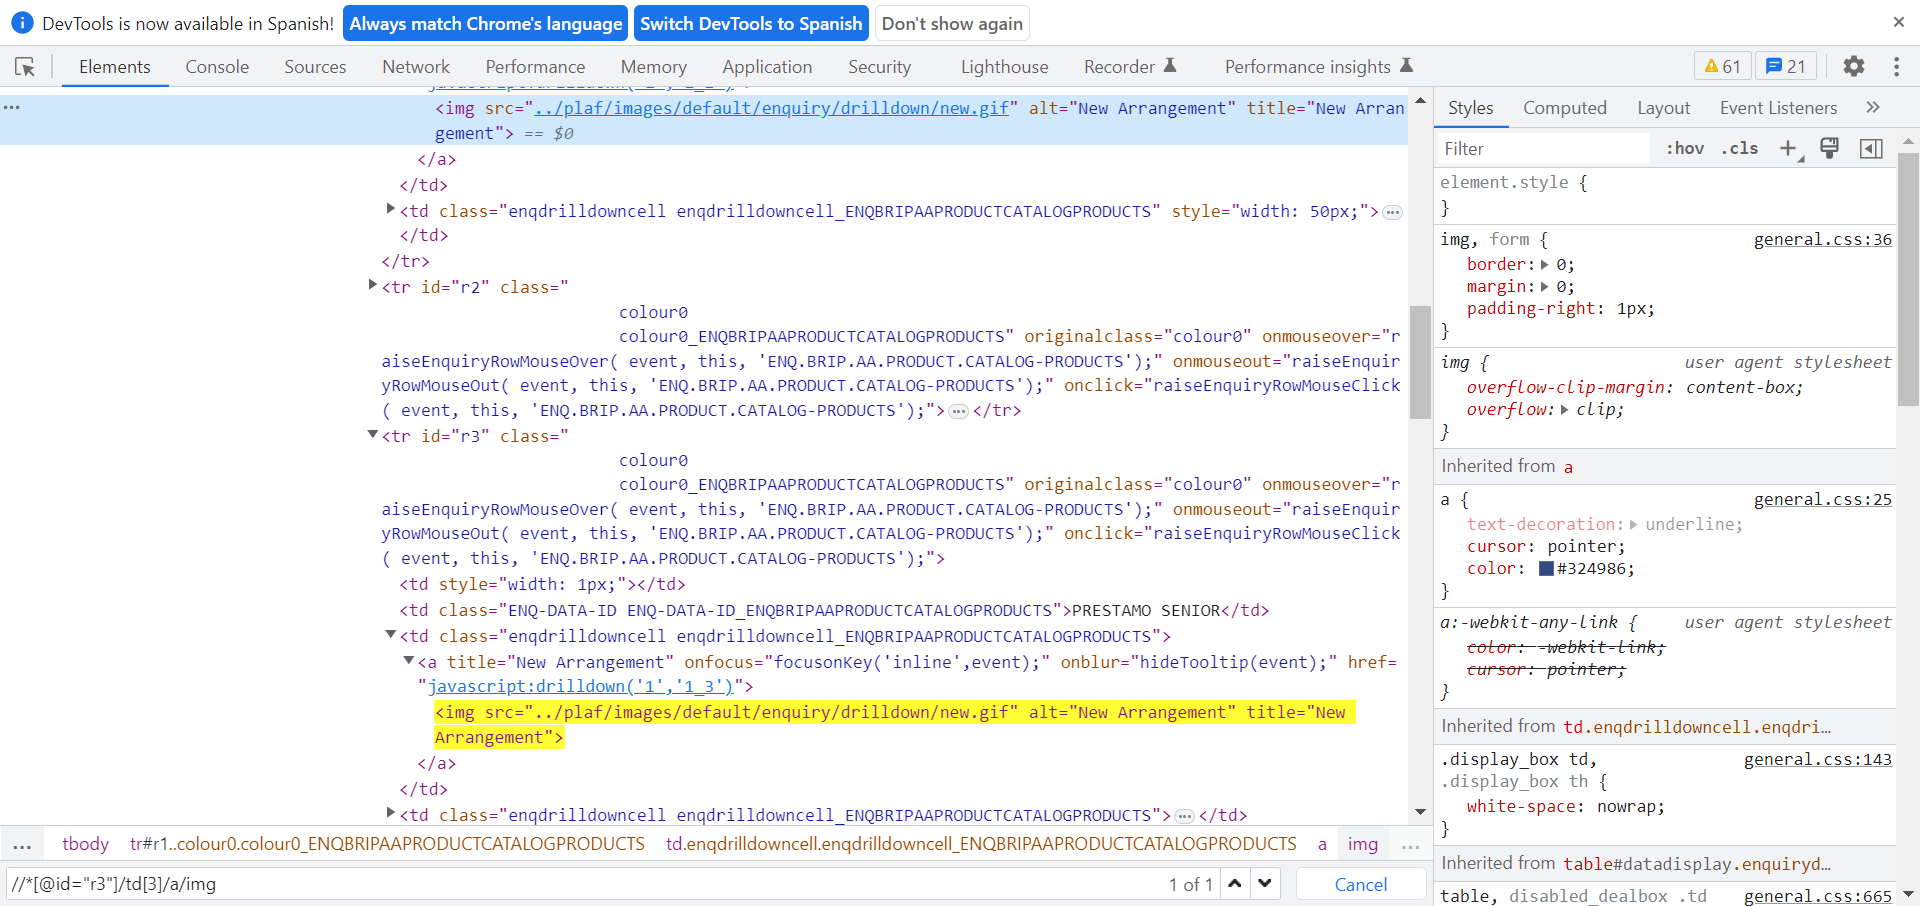 DevTools is now available in Spanish! Always match Chrome's language Switch DevTools to Spanish Don't show again
Elements Console Sources Network Performance Memory Application Security Lighthouse Recorder Performance insights 61 21
<img src="../plaf/images/default/enquiry/drilldown/new.gif" alt="New Arrangement" title="New Arran
gement"> == $0
</a>
</td>
<td class="enqdrilldowncell enqdrilldowncell_ENQBRIPAAPRODUCTCATALOGPRODUCTS" style="width: 50px;">
</td>
</tr>
<tr id="r2" class="
colour0
colour0_ENQBRIPAAPRODUCTCATALOGPRODUCTS" originalclass="colour0" onmouseover="r
aiseEnquiryRowMouseOver( event, this, 'ENQ.BRIP.AA.PRODUCT.CATALOG-PRODUCTS');" onmouseout="raiseEnquir
yRowMouseOut( event, this, 'ENQ.BRIP.AA.PRODUCT.CATALOG-PRODUCTS');" onclick="raiseEnquiryRowMouseClick
( event, this, 'ENQ.BRIP.AA.PRODUCT.CATALOG-PRODUCTS');"> </tr>
<tr id="r3" class="
colour0
colour0_ENQBRIPAAPRODUCTCATALOGPRODUCTS" originalclass="colour0" onmouseover="r
aiseEnquiryRowMouseOver( event, this, 'ENQ.BRIP.AA.PRODUCT.CATALOG-PRODUCTS');" onmouseout="raiseEnquir
yRowMouseOut( event, this, 'ENQ.BRIP.AA.PRODUCT.CATALOG-PRODUCTS');" onclick="raiseEnquiryRowMouseClick
( event, this, 'ENQ.BRIP.AA.PRODUCT.CATALOG-PRODUCTS');">
<td style="width: 1px;"></td>
<td class="ENQ-DATA-ID ENQ-DATA-ID_ENQBRIPAAPRODUCTCATALOGPRODUCTS">PRESTAMO SENIOR</td>
<td class="enqdrilldowncell enqdrilldowncell_ENQBRIPAAPRODUCTCATALOGPRODUCTS">
<a title="New Arrangement" onfocus="focusonKey('inline',event);" onblur="hideTooltip(event);" href=
"javascript:drilldown('1','1_3')">
<img src="../plaf/images/default/enquiry/drilldown/new.gif" alt="New Arrangement" title="New
Arrangement">
</a>
</td>
<td class="enqdrilldowncell enqdrilldowncell_ENQBRIPAAPRODUCTCATALOGPRODUCTS"> </td>
... tbody tr#r1..colour0.colour0_ENQBRIPAAPRODUCTCATALOGPRODUCTS td.enqdrilldowncell.enqdrilldowncell_ENQBRIPAAPRODUCTCATALOGPRODUCTS a img ...
//*[@id="r3"]/td[3]/a/img 1 of 1 Cancel
Styles Computed Layout Event Listeners
Filter :hov .cls
element.style {
}
img, form { general.css:36
border: 0;
margin: 0;
padding-right: 1px;
}
img { user agent stylesheet
overflow-clip-margin: content-box;
overflow: clip;
}
Inherited from a
a { general.css:25
text-decoration: underline;
cursor: pointer;
color: #324986;
}
a:-webkit-any-link { user agent stylesheet
color: -webkit-link;
cursor: pointer;
}
Inherited from td.enqdrilldowncell.enqdri…
.display_box td, general.css:143
.display_box th {
white-space: nowrap;
}
Inherited from table#datadisplay.enquiryd…
table, disabled_dealbox .td general.css:665